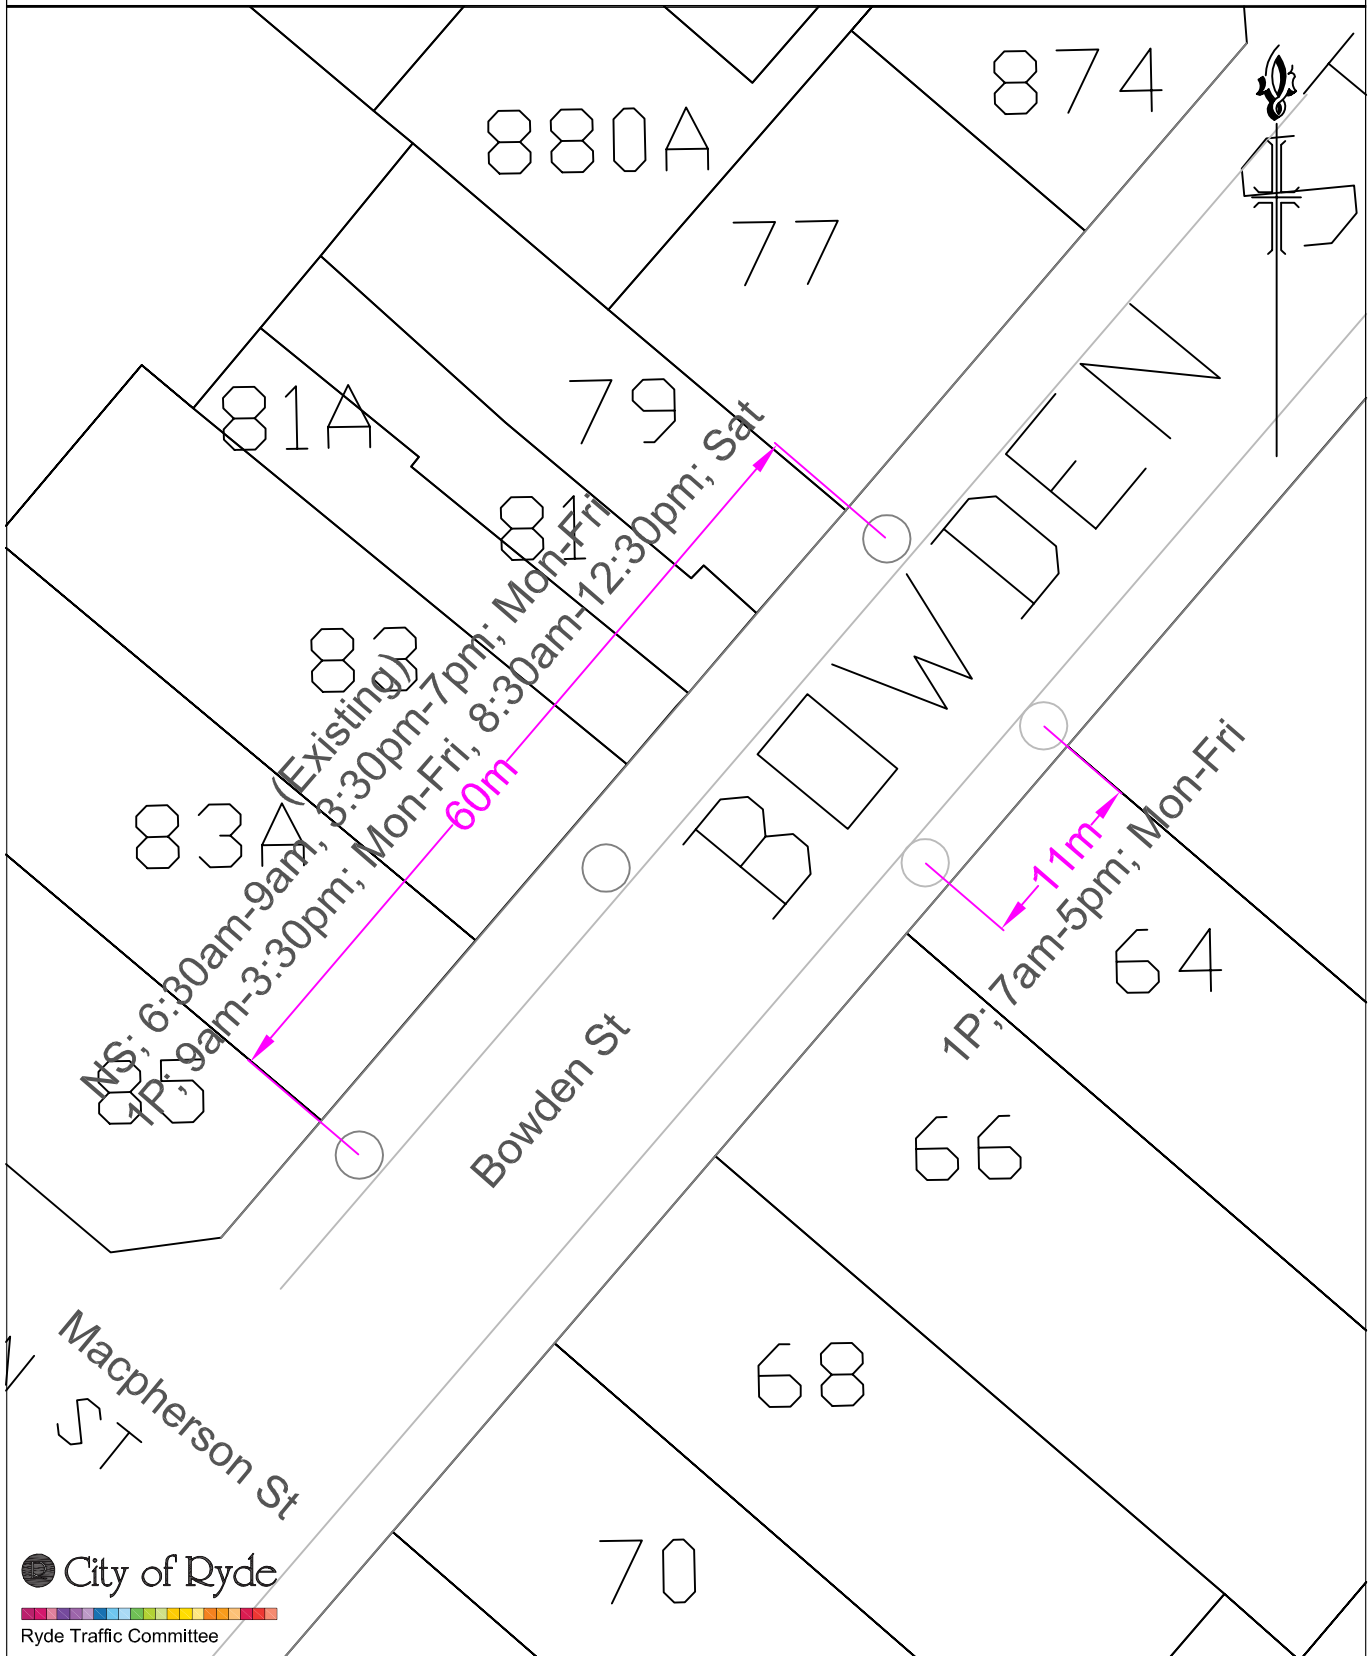 874
880A
77
79
81A
81
83
83A
85
BOWDEN
(Existing)
NS; 6:30am-9am, 3:30pm-7pm; Mon-Fri
1P; 9am-3:30pm; Mon-Fri, 8:30am-12:30pm; Sat
60m
11m
1P; 7am-5pm; Mon-Fri
64
Bowden St
66
68
Macpherson St
ST
70
City of Ryde
Ryde Traffic Committee